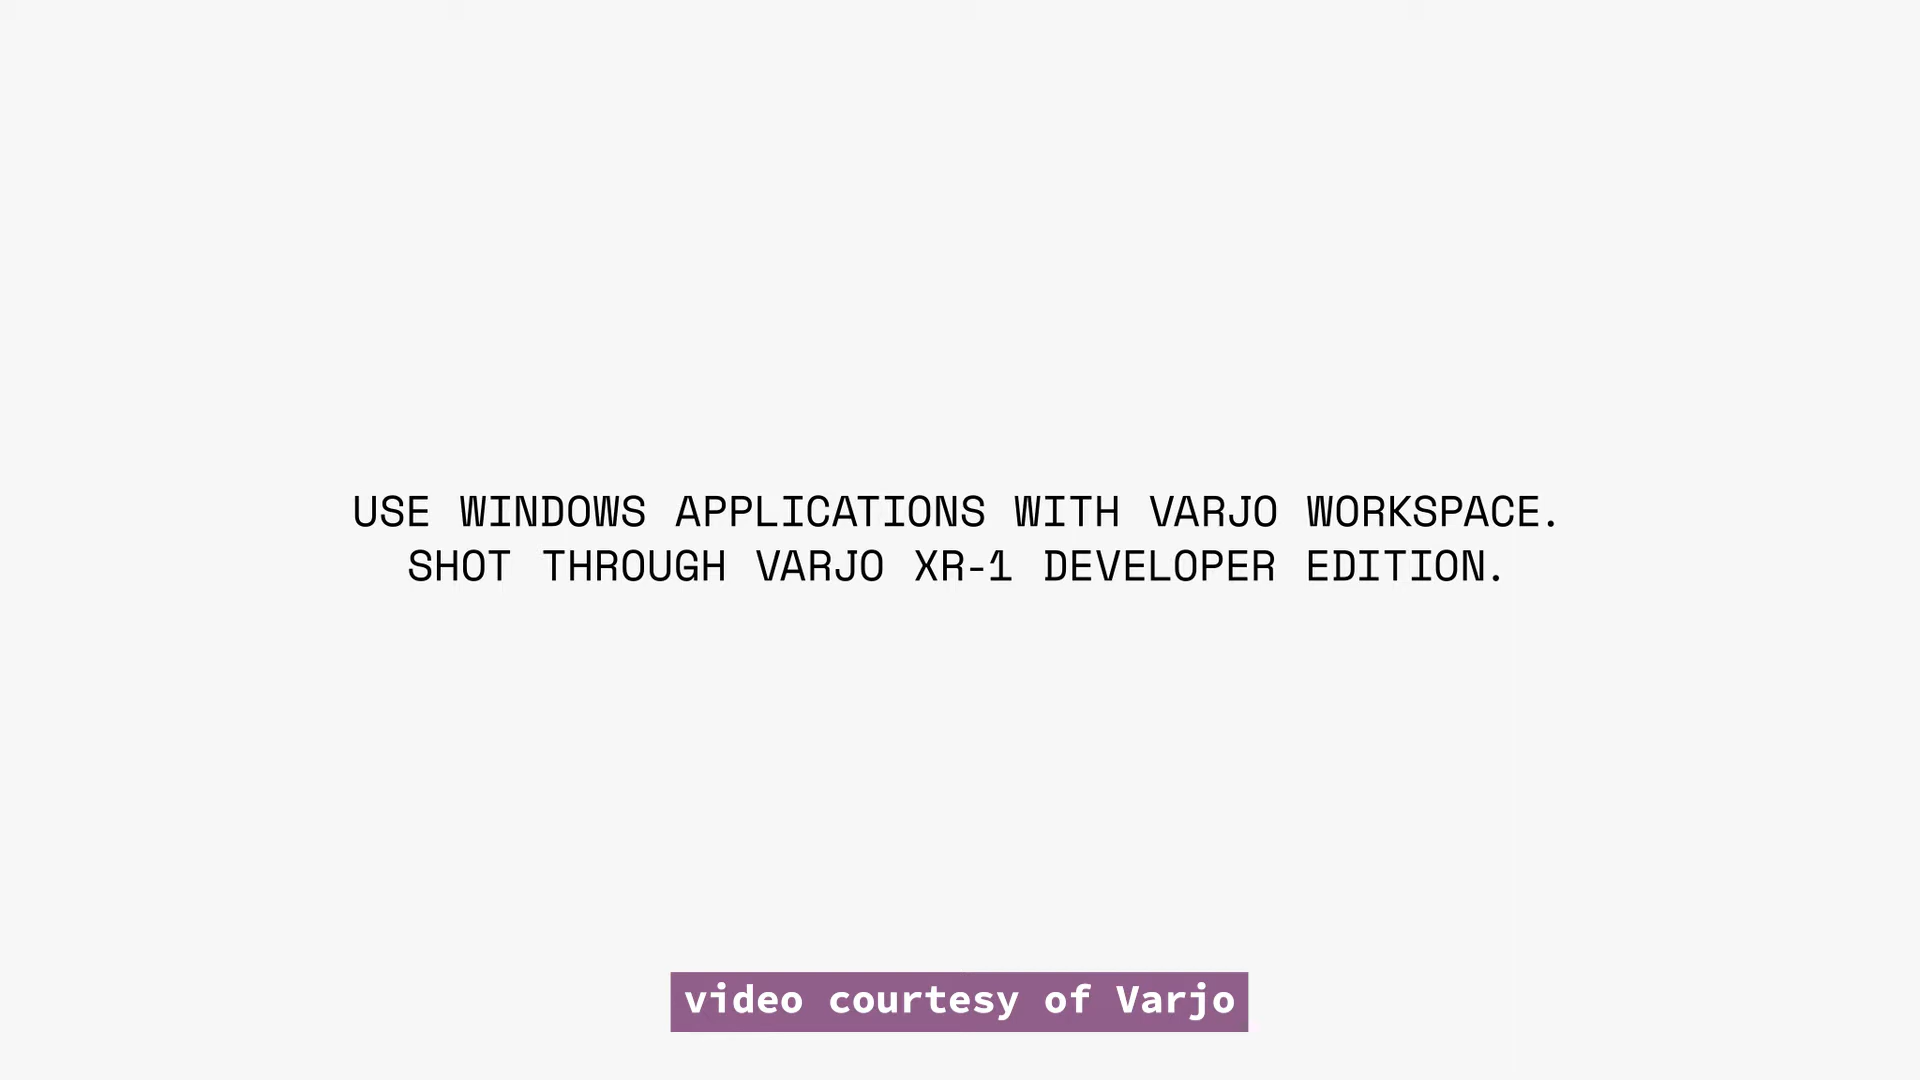 USE WINDOWS APPLICATIONS WITH VARJO WORKSPACE.
SHOT THROUGH VARJO XR-1 DEVELOPER EDITION.
video courtesy of Varjo